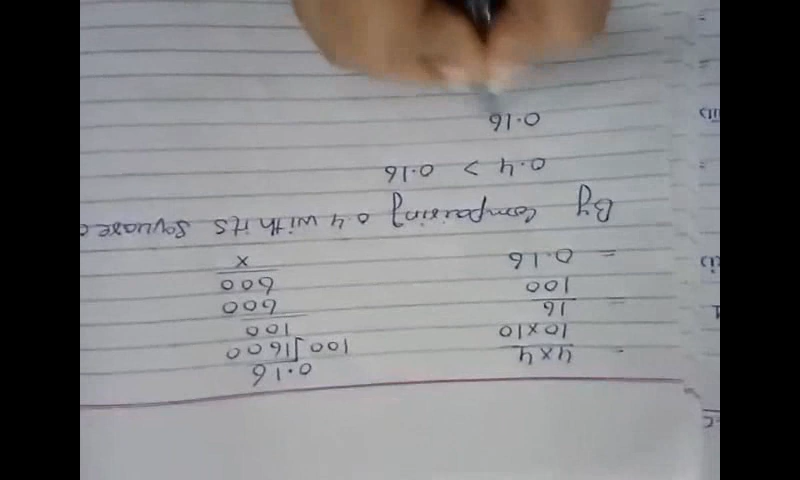 0.16
= 4×4 100⟌1600
10×10 100
16 600
= 100 600
= 0.16 x
By compairing 0.4 with its square
0.4 > 0.16
0.16